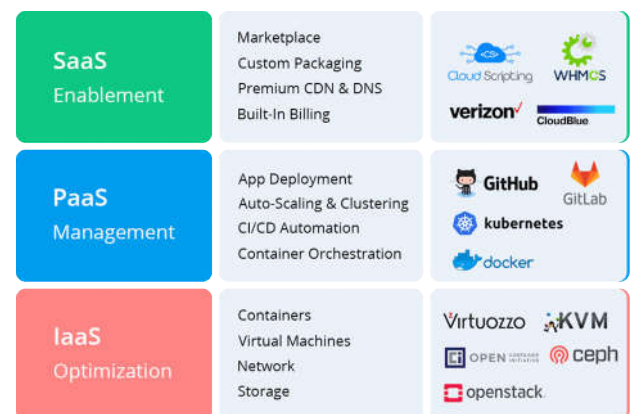 SaaS
Enablement
Marketplace
Custom Packaging
Premium CDN & DNS
Built-In Billing
Cloud Scripting
WHMCS
verizon
CloudBlue
PaaS
Management
App Deployment
Auto-Scaling & Clustering
CI/CD Automation
Container Orchestration
GitHub
GitLab
kubernetes
docker
IaaS
Optimization
Containers
Virtual Machines
Network
Storage
Virtuozzo
KVM
OPEN
ceph
openstack.